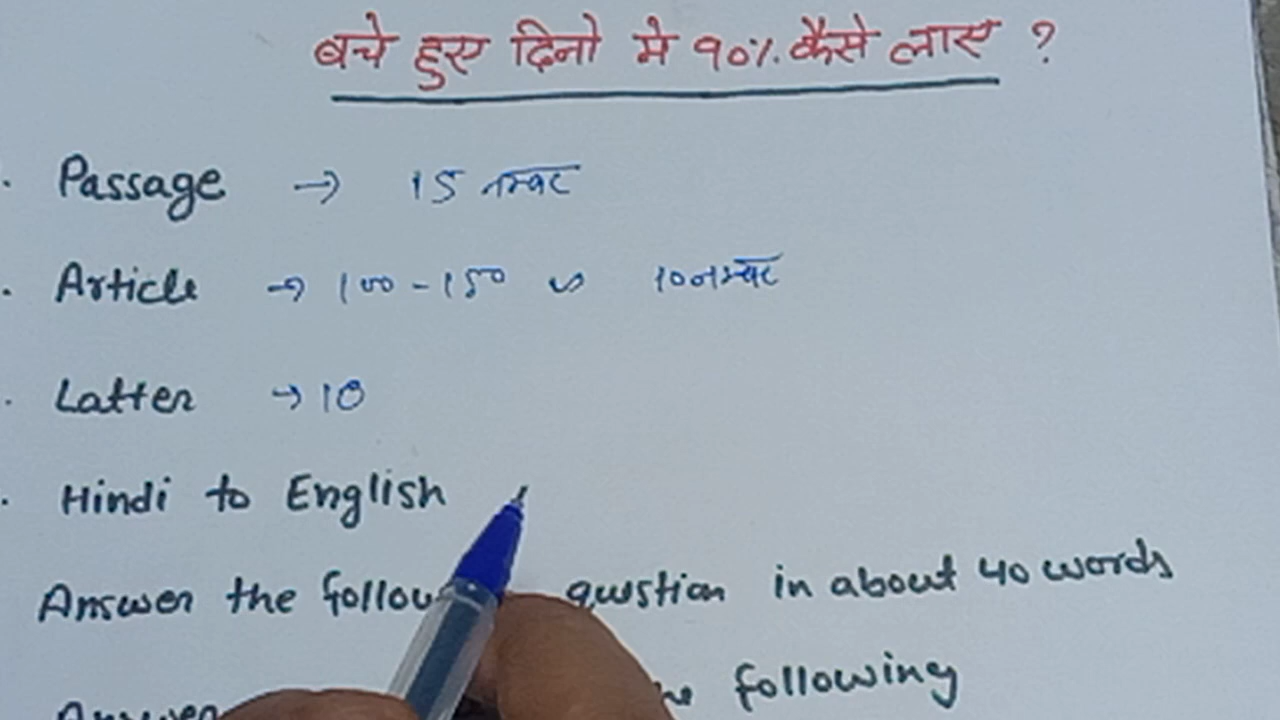 बचे हुए दिनो मे 90% कैसे लाए ?
Passage → 15 नम्बर
Article → 100-150 10 नम्बर
Latter → 10
Hindi to English
Answer the question in about 40 words
following